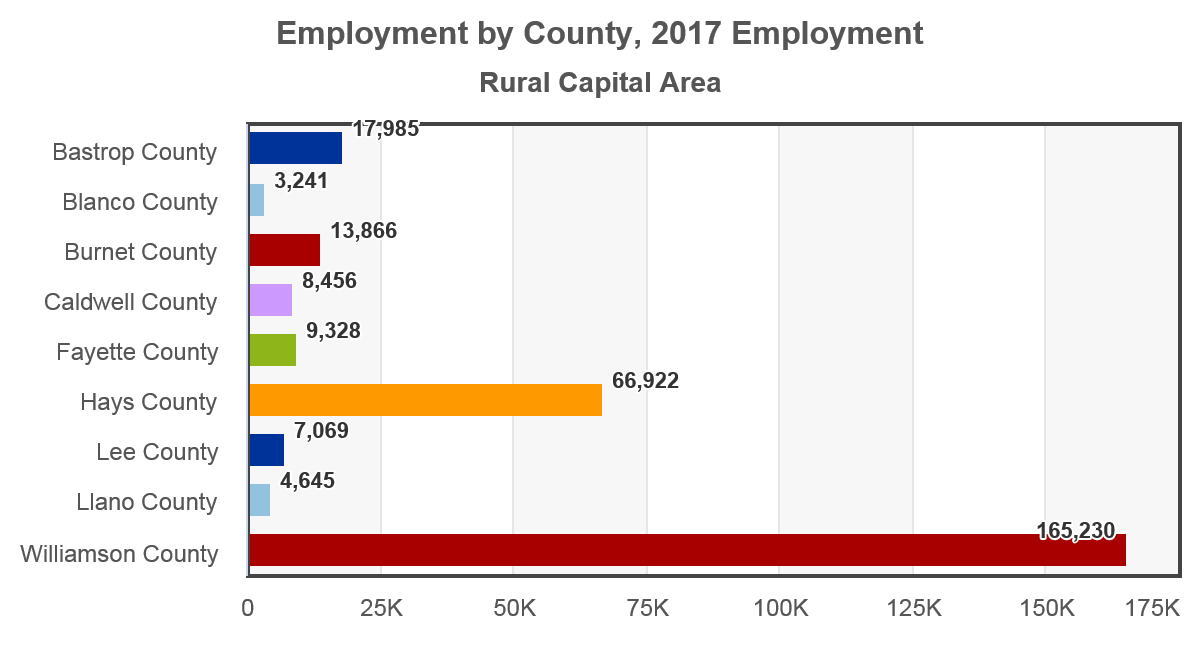 Employment by County, 2017 Employment
Rural Capital Area
Bastrop County 17,985
Blanco County 3,241
Burnet County 13,866
Caldwell County 8,456
Fayette County 9,328
Hays County 66,922
Lee County 7,069
Llano County 4,645
Williamson County 165,230
0 25K 50K 75K 100K 125K 150K 175K